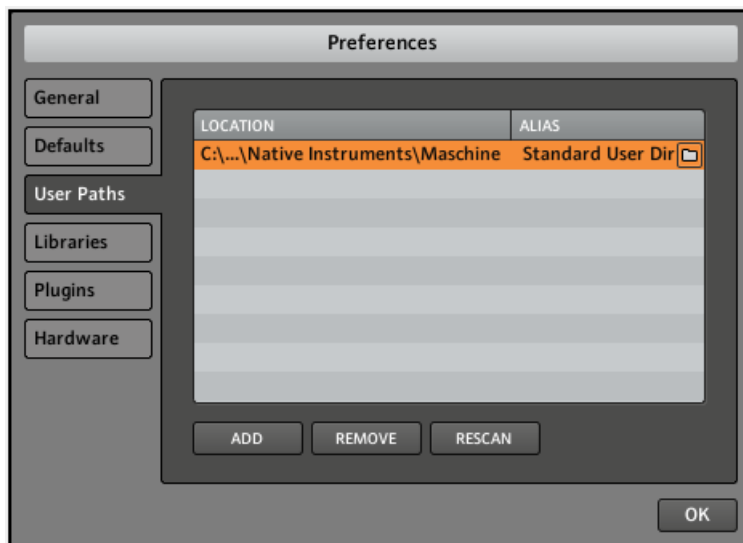 Preferences
General
Defaults
User Paths
Libraries
Plugins
Hardware
LOCATION ALIAS
C:\...\Native Instruments\Maschine Standard User Dir
ADD REMOVE RESCAN
OK